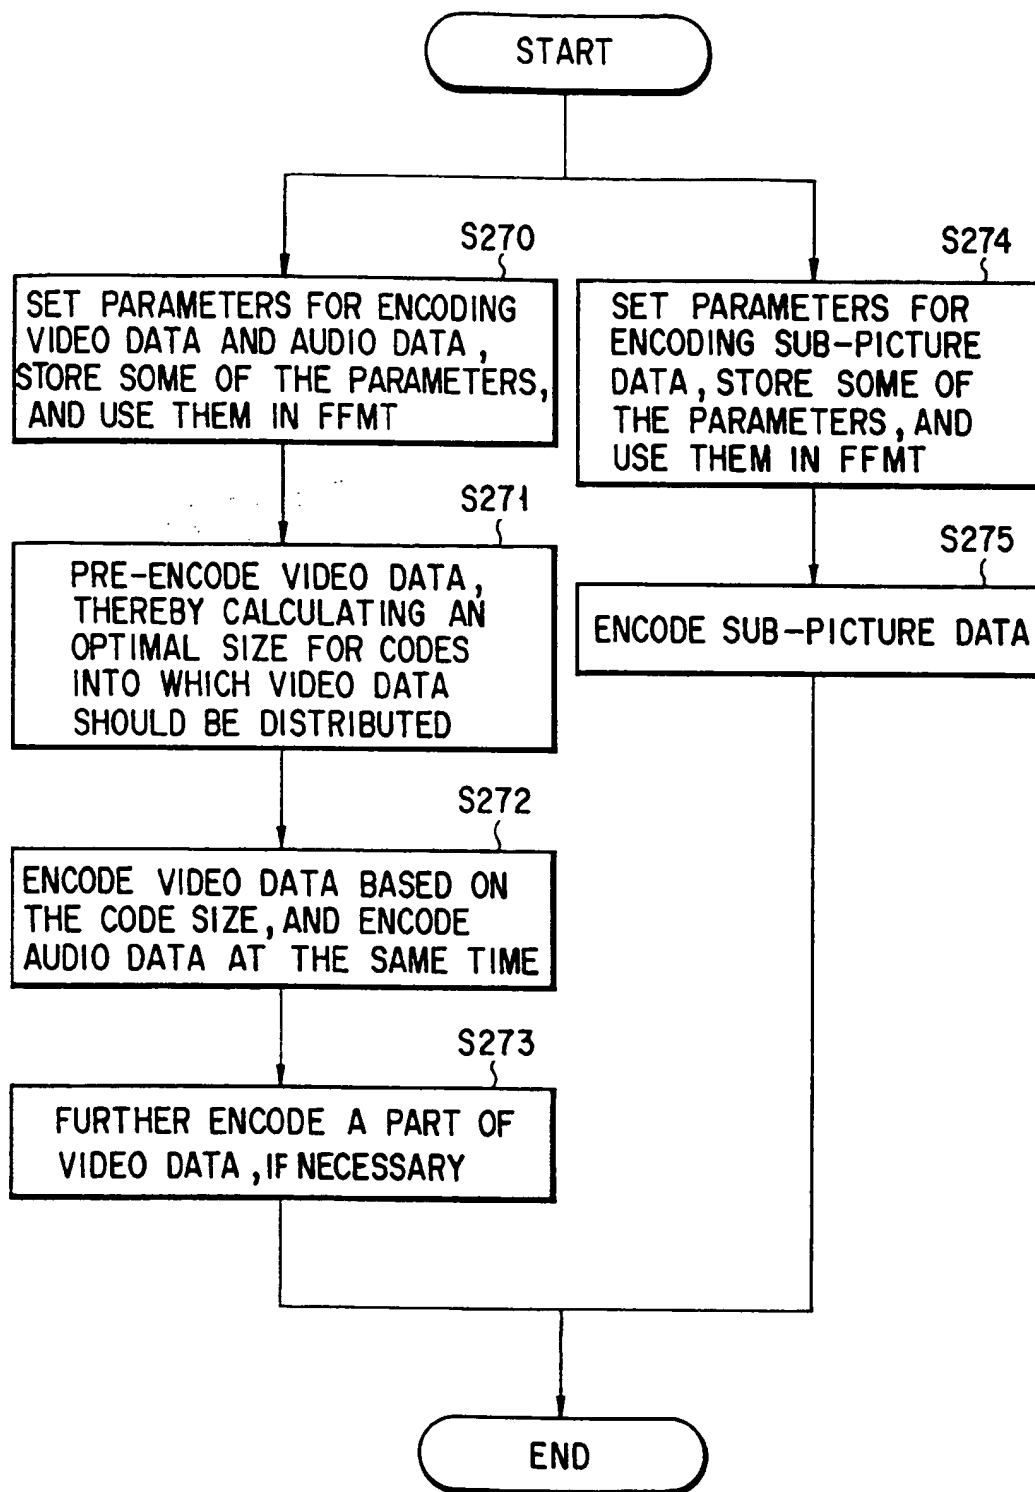 START
S270
SET PARAMETERS FOR ENCODING
VIDEO DATA AND AUDIO DATA,
STORE SOME OF THE PARAMETERS,
AND USE THEM IN FFMT
S271
PRE-ENCODE VIDEO DATA,
THEREBY CALCULATING AN
OPTIMAL SIZE FOR CODES
INTO WHICH VIDEO DATA
SHOULD BE DISTRIBUTED
S272
ENCODE VIDEO DATA BASED ON
THE CODE SIZE, AND ENCODE
AUDIO DATA AT THE SAME TIME
S273
FURTHER ENCODE A PART OF
VIDEO DATA, IF NECESSARY
S274
SET PARAMETERS FOR
ENCODING SUB-PICTURE
DATA, STORE SOME OF
THE PARAMETERS, AND
USE THEM IN FFMT
S275
ENCODE SUB-PICTURE DATA
END